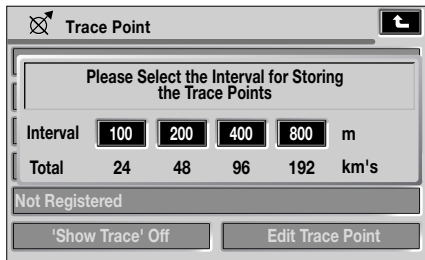 Trace Point
Please Select the Interval for Storing
the Trace Points
Interval 100 200 400 800 m
Total 24 48 96 192 km's
Not Registered
'Show Trace' Off Edit Trace Point